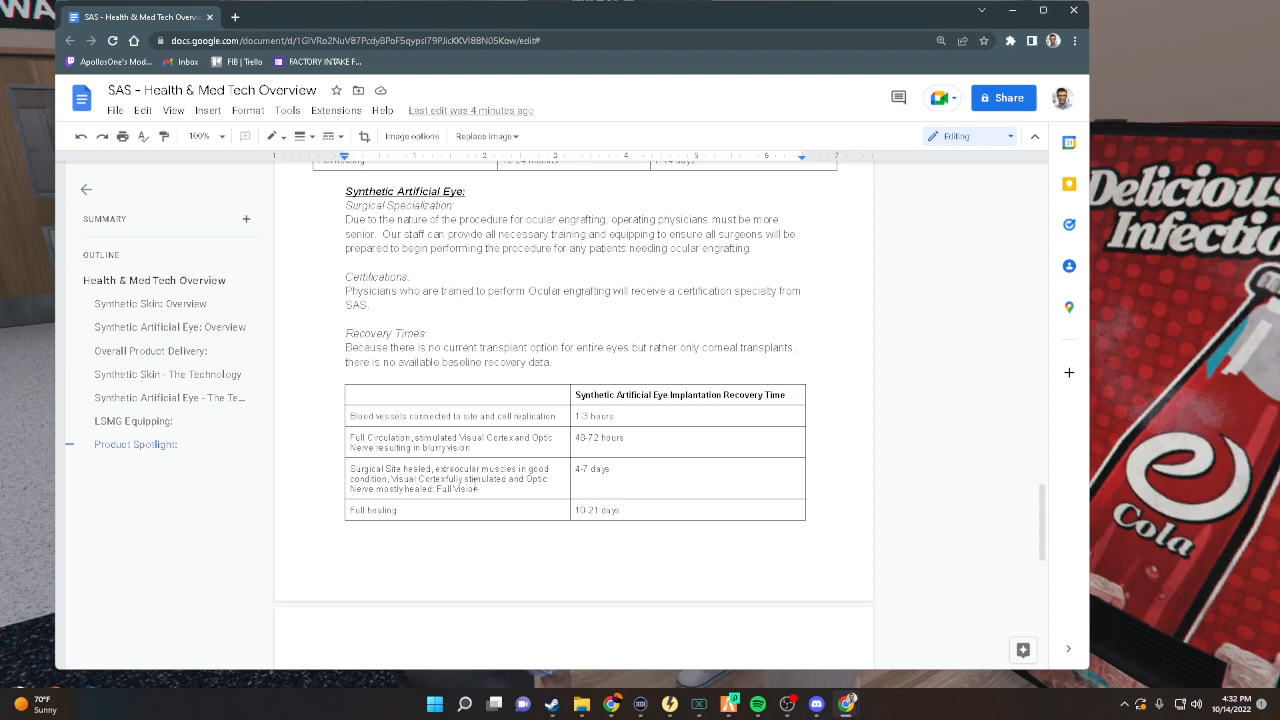 SAS - Health & Med Tech Overvi
docs.google.com/document/d/1GIVRo2NuV87PcdyBPoF5qypsI79PJicKKVI88N05Kow/edit#
ApollosOne's Mod...
Inbox
FIB | Trello
FACTORY INTAKE F...
SAS - Health & Med Tech Overview
File Edit View Insert Format Tools Extensions Help Last edit was 4 minutes ago
Share
100%
Image options
Replace image
Editing
1 1 2 3 4 5 6 7
SUMMARY
OUTLINE
Health & Med Tech Overview
Synthetic Skin: Overview
Synthetic Artificial Eye: Overview
Overall Product Delivery:
Synthetic Skin - The Technology
Synthetic Artificial Eye - The Te...
LSMG Equipping:
Product Spotlight:
Synthetic Artificial Eye:
Surgical Specialization:
Due to the nature of the procedure for ocular engrafting, operating physicians must be more
senior. Our staff can provide all necessary training and equipping to ensure all surgeons will be
prepared to begin performing the procedure for any patients needing ocular engrafting.
Certifications:
Physicians who are trained to perform Ocular engrafting will receive a certification specialty from
SAS.
Recovery Times:
Because there is no current transplant option for entire eyes but rather only corneal transplants,
there is no available baseline recovery data.
Synthetic Artificial Eye Implantation Recovery Time
Blood vessels connected to site and cell replication 1-3 hours
Full Circulation ,stimulated Visual Cortex and Optic 48-72 hours
Nerve resulting in blurry vision
Surgical Site healed, extraocular muscles in good 4-7 days
condition, Visual Cortex fully stimulated and Optic
Nerve mostly healed: Full Vision
Full healing 10-21 days
Delicious
Infectio
e
Cola
70°F
Sunny
4:32 PM
10/14/2022